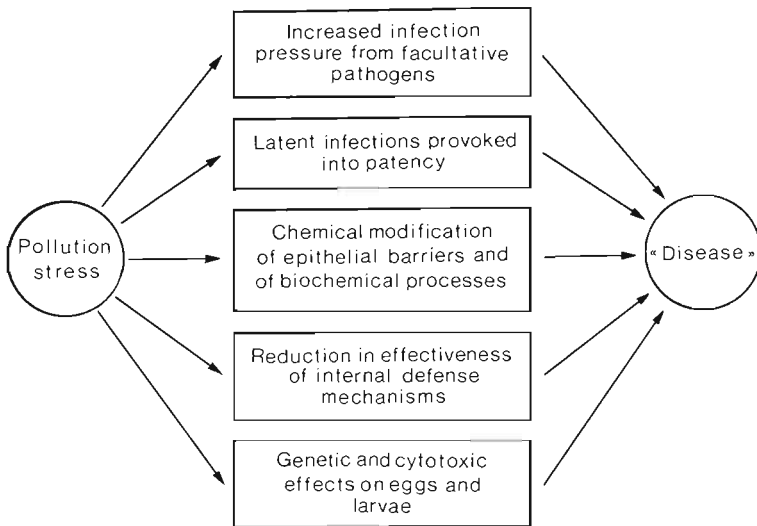 Increased infection
pressure from facultative
pathogens
Latent infections provoked
into patency
Pollution
stress
Chemical modification
of epithelial barriers and
of biochemical processes
« Disease »
Reduction in effectiveness
of internal defense
mechanisms
Genetic and cytotoxic
effects on eggs and
larvae